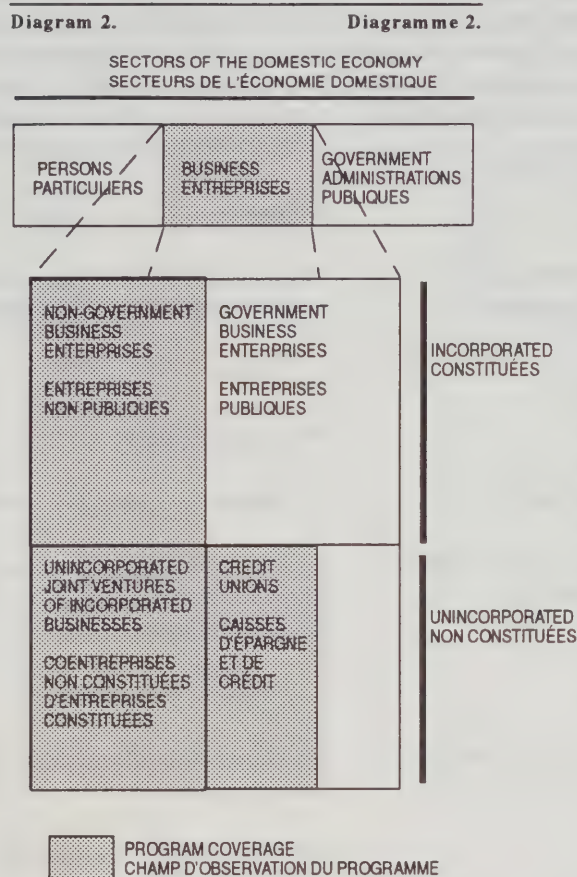 Diagram 2. Diagramme 2.
SECTORS OF THE DOMESTIC ECONOMY
SECTEURS DE L'ÉCONOMIE DOMESTIQUE
PERSONS
PARTICULIERS
BUSINESS
ENTREPRISES
GOVERNMENT
ADMINISTRATIONS
PUBLIQUES
NON-GOVERNMENT
BUSINESS
ENTERPRISES
ENTREPRISES
NON PUBLIQUES
GOVERNMENT
BUSINESS
ENTERPRISES
ENTREPRISES
PUBLIQUES
INCORPORATED
CONSTITUÉES
UNINCORPORATED
JOINT VENTURES
OF INCORPORATED
BUSINESSES
COENTREPRISES
NON CONSTITUÉES
D'ENTREPRISES
CONSTITUÉES
CREDIT
UNIONS
CAISSES
D'ÉPARGNE
ET DE
CRÉDIT
UNINCORPORATED
NON CONSTITUÉES
PROGRAM COVERAGE
CHAMP D'OBSERVATION DU PROGRAMME